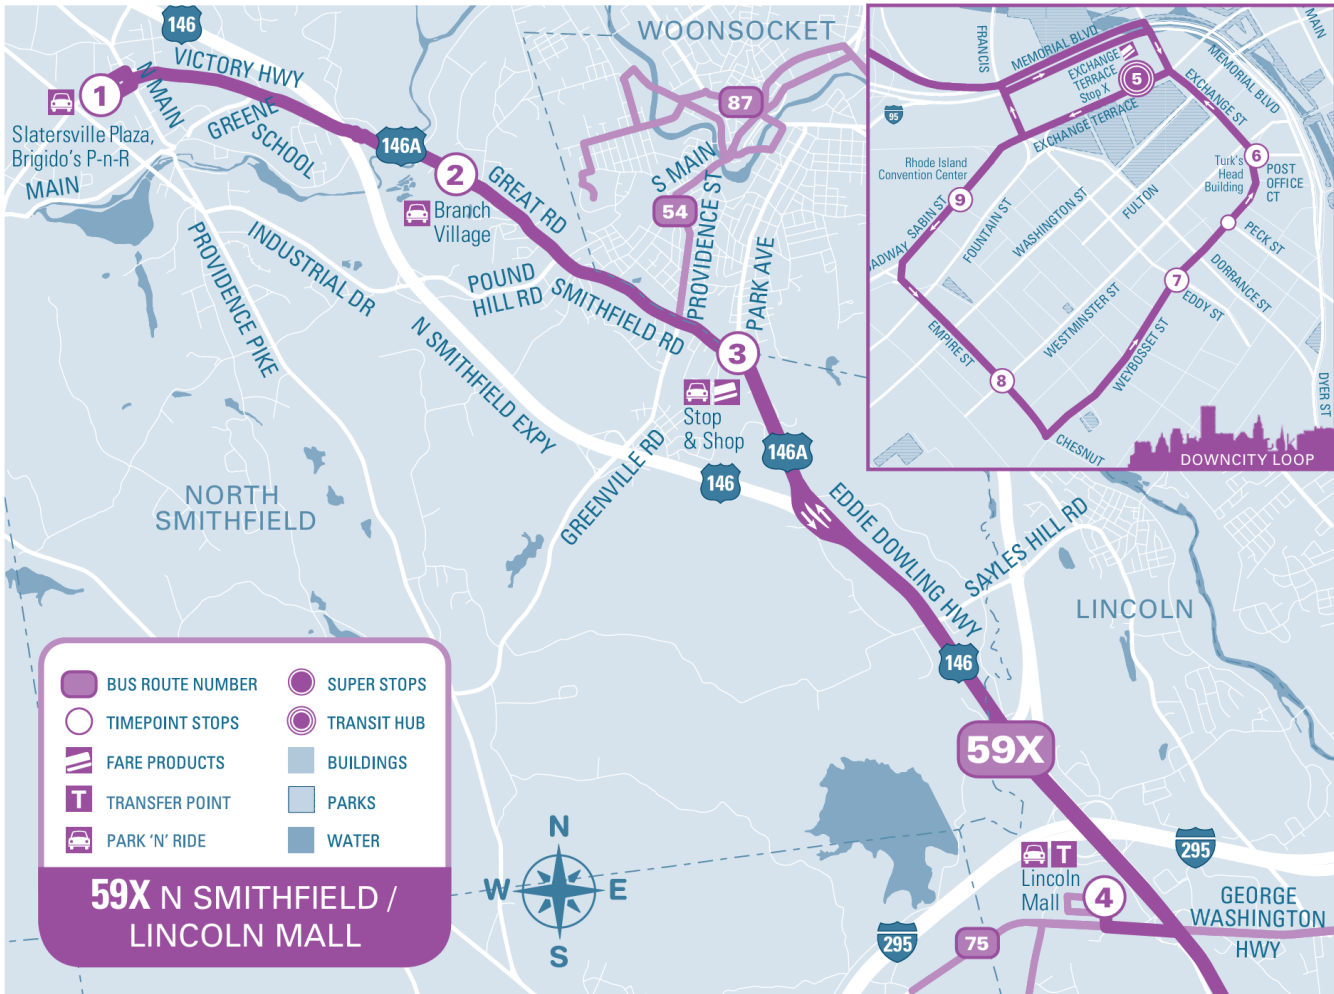 146
VICTORY HWY
1
N MAIN
Slatersville Plaza,
Brigido's P-n-R
GREENE
SCHOOL
MAIN
146A
2
GREAT RD
Branch
Village
PROVIDENCE PIKE
INDUSTRIAL DR
POUND
HILL RD
SMITHFIELD RD
N SMITHFIELD EXPY
WOONSOCKET
87
S MAIN
54
PROVIDENCE ST
PARK AVE
3
Stop
& Shop
146A
146
GREENVILLE RD
NORTH
SMITHFIELD
EDDIE DOWLING HWY
SAYLES HILL RD
LINCOLN
146
59X
295
T
Lincoln
Mall
4
GEORGE
WASHINGTON
HWY
295
75
FRANCIS
MEMORIAL BLVD
MAIN
MEMORIAL BLVD
EXCHANGE
TERRACE
Stop X
5
EXCHANGE ST
95
EXCHANGE TERRACE
Rhode Island
Convention Center
6
Turk's
Head
Building
POST
OFFICE
CT
9
SABIN ST
ADWAY
FOUNTAIN ST
WASHINGTON ST
FULTON
PECK ST
DORRANCE ST
7
EDDY ST
WESTMINSTER ST
WEYBOSSET ST
EMPIRE ST
8
CHESNUT
DYER ST
DOWNCITY LOOP
BUS ROUTE NUMBER
SUPER STOPS
TIMEPOINT STOPS
TRANSIT HUB
FARE PRODUCTS
BUILDINGS
T
TRANSFER POINT
PARKS
PARK 'N' RIDE
WATER
59X N SMITHFIELD /
LINCOLN MALL
N
W
E
S